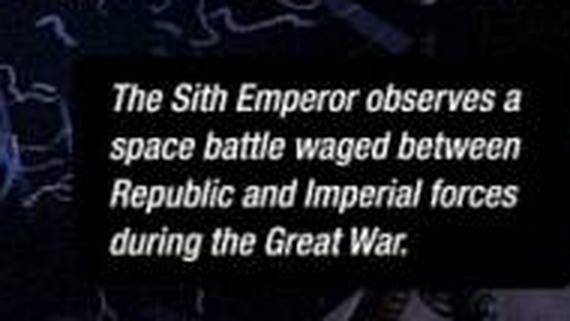 The Sith Emperor observes a
space battle waged between
Republic and Imperial forces
during the Great War.